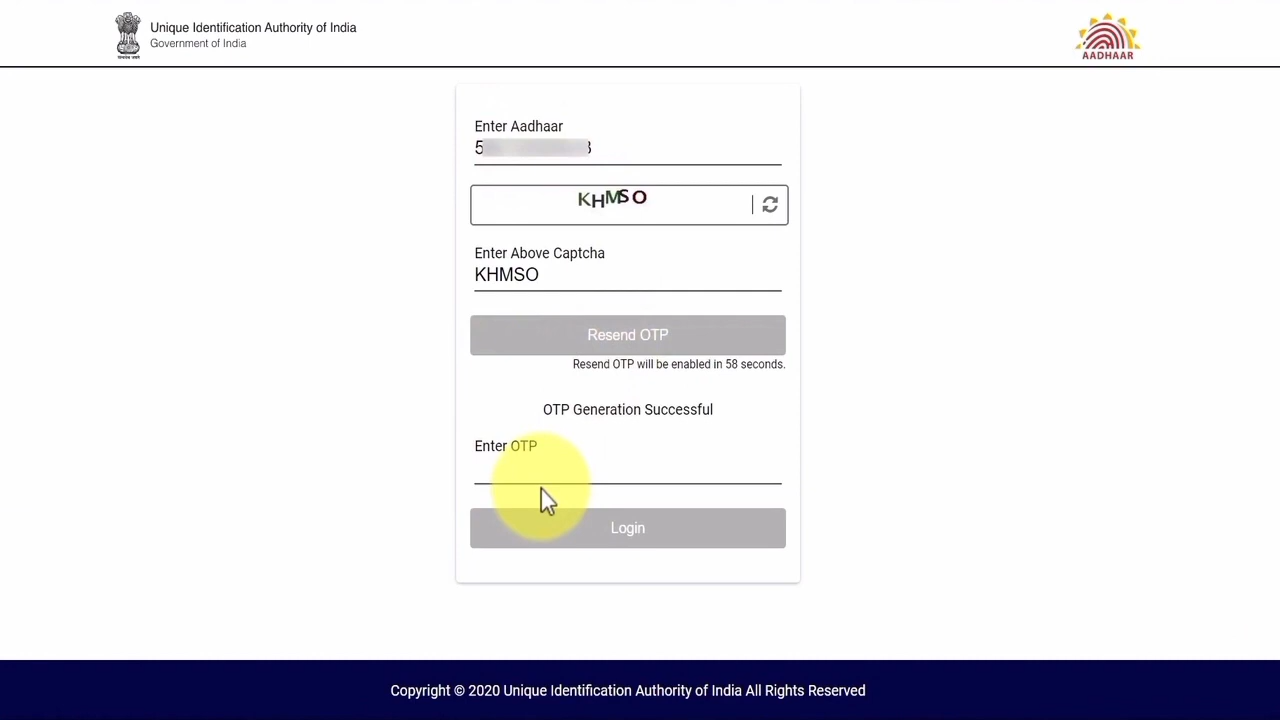 Unique Identification Authority of India
Government of India
AADHAAR
Enter Aadhaar
KHMSO
Enter Above Captcha
KHMSO
Resend OTP
Resend OTP will be enabled in 58 seconds.
OTP Generation Successful
Enter OTP
Login
Copyright © 2020 Unique Identification Authority of India All Rights Reserved